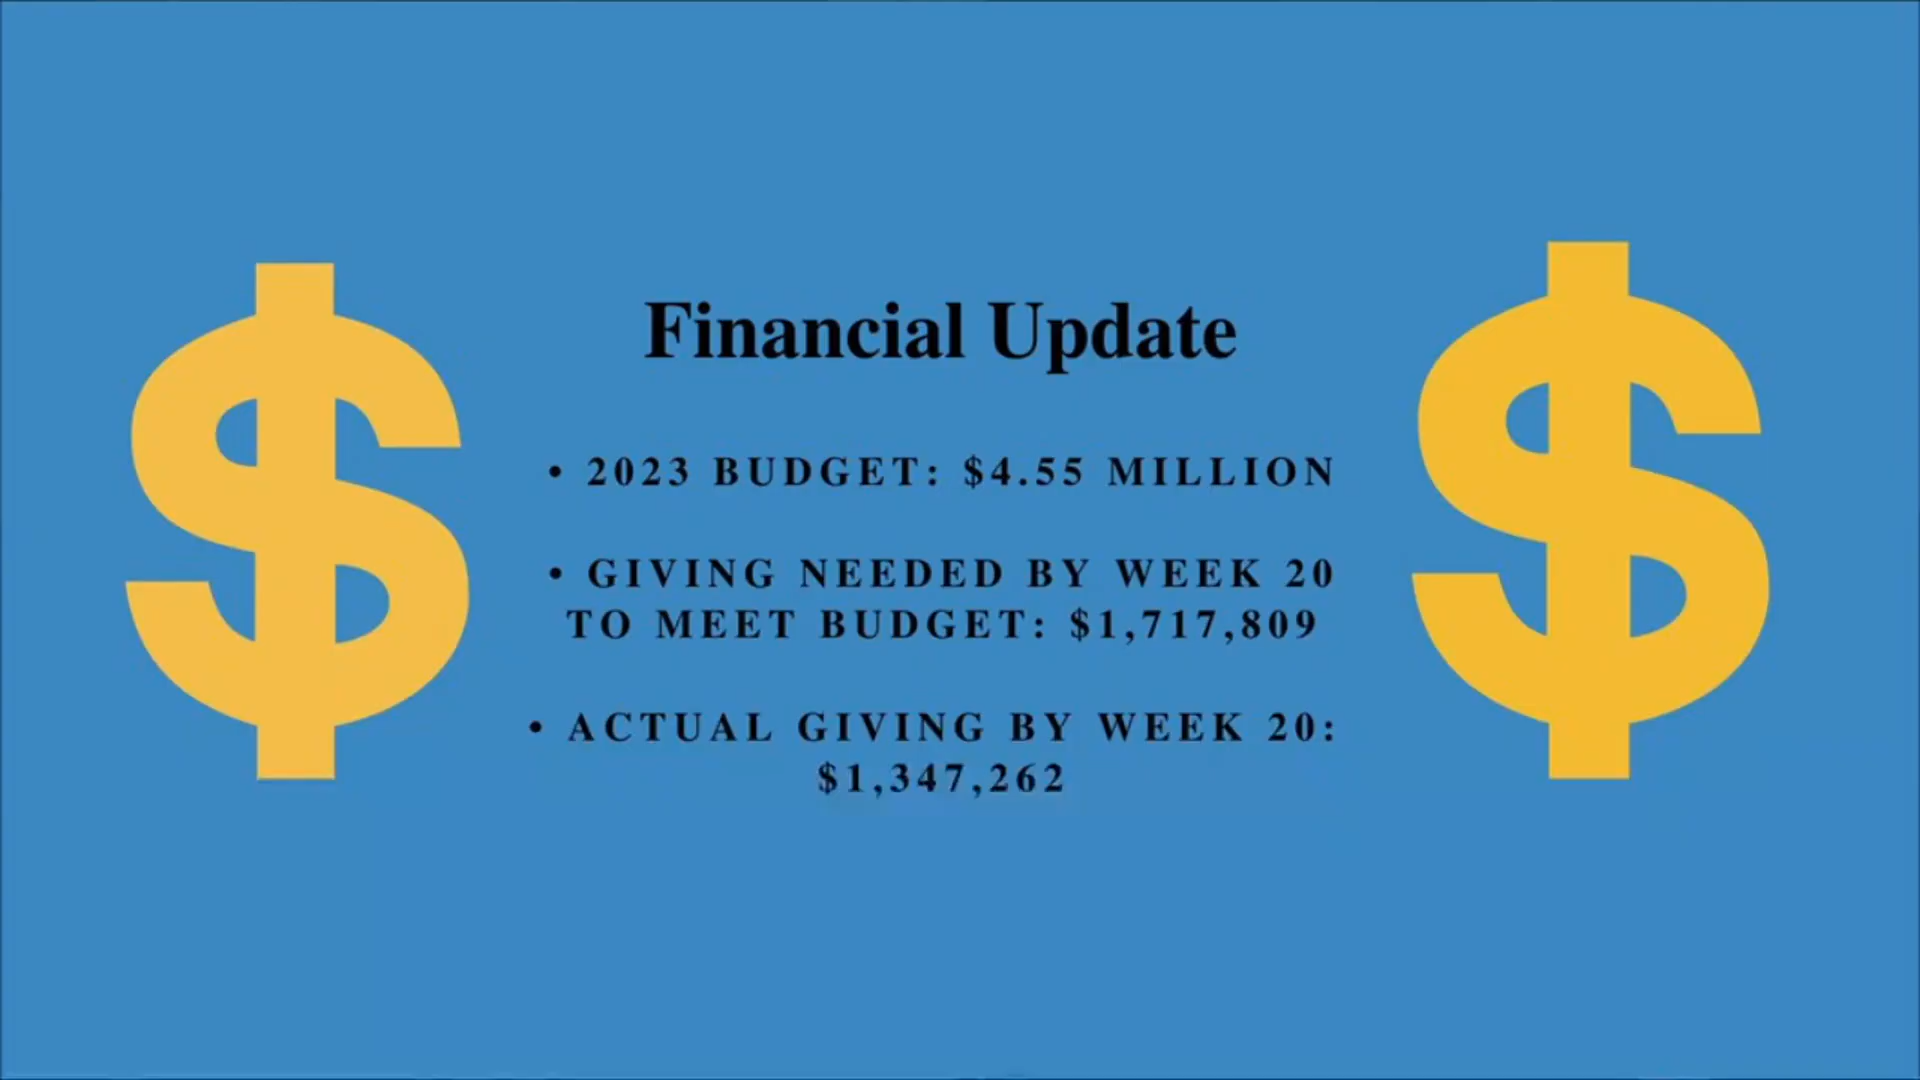 Financial Update
• 2023 BUDGET: $4.55 MILLION
• GIVING NEEDED BY WEEK 20
TO MEET BUDGET: $1,717,809
• ACTUAL GIVING BY WEEK 20:
$1,347,262